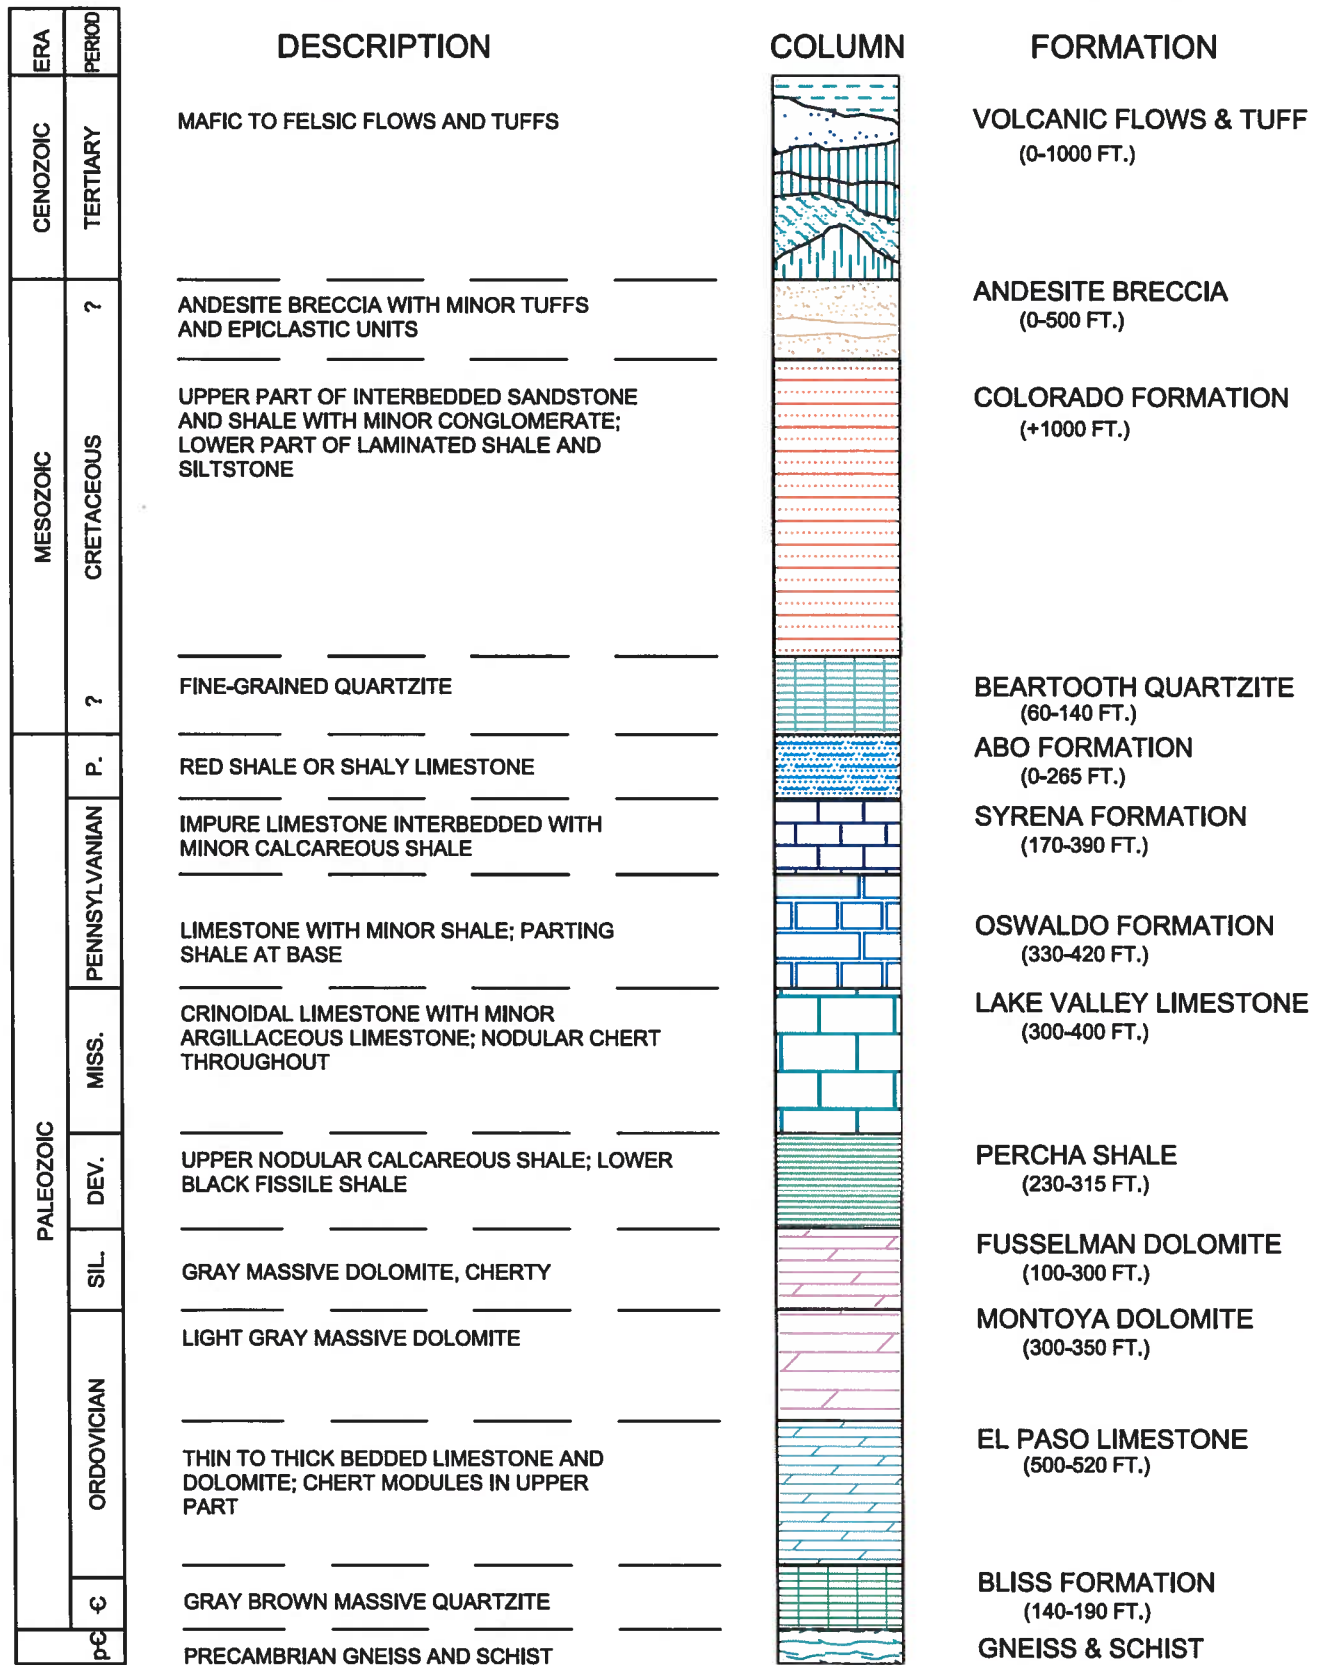 ERA
PERIOD
DESCRIPTION
COLUMN
FORMATION
CENOZOIC
TERTIARY
MAFIC TO FELSIC FLOWS AND TUFFS
VOLCANIC FLOWS & TUFF
(0-1000 FT.)
MESOZOIC
?
CRETACEOUS
?
ANDESITE BRECCIA WITH MINOR TUFFS
AND EPICLASTIC UNITS
ANDESITE BRECCIA
(0-500 FT.)
UPPER PART OF INTERBEDDED SANDSTONE
AND SHALE WITH MINOR CONGLOMERATE;
LOWER PART OF LAMINATED SHALE AND
SILTSTONE
COLORADO FORMATION
(+1000 FT.)
FINE-GRAINED QUARTZITE
BEARTOOTH QUARTZITE
(60-140 FT.)
PALEOZOIC
P.
RED SHALE OR SHALY LIMESTONE
ABO FORMATION
(0-265 FT.)
PENNSYLVANIAN
IMPURE LIMESTONE INTERBEDDED WITH
MINOR CALCAREOUS SHALE
SYRENA FORMATION
(170-390 FT.)
LIMESTONE WITH MINOR SHALE; PARTING
SHALE AT BASE
OSWALDO FORMATION
(330-420 FT.)
MISS.
CRINOIDAL LIMESTONE WITH MINOR
ARGILLACEOUS LIMESTONE; NODULAR CHERT
THROUGHOUT
LAKE VALLEY LIMESTONE
(300-400 FT.)
DEV.
UPPER NODULAR CALCAREOUS SHALE; LOWER
BLACK FISSILE SHALE
PERCHA SHALE
(230-315 FT.)
SIL.
GRAY MASSIVE DOLOMITE, CHERTY
FUSSELMAN DOLOMITE
(100-300 FT.)
ORDOVICIAN
LIGHT GRAY MASSIVE DOLOMITE
MONTOYA DOLOMITE
(300-350 FT.)
THIN TO THICK BEDDED LIMESTONE AND
DOLOMITE; CHERT MODULES IN UPPER
PART
EL PASO LIMESTONE
(500-520 FT.)
Є
GRAY BROWN MASSIVE QUARTZITE
BLISS FORMATION
(140-190 FT.)
p-Є
PRECAMBRIAN GNEISS AND SCHIST
GNEISS & SCHIST